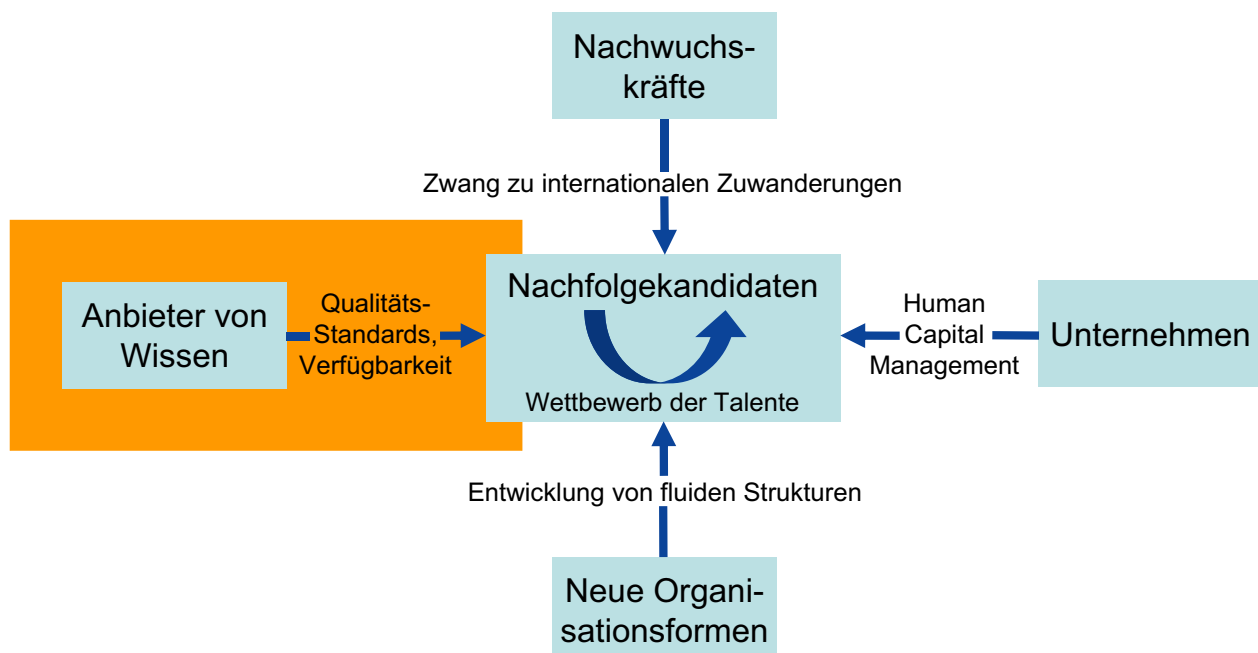 Nachwuchs-
kräfte
Zwang zu internationalen Zuwanderungen
Anbieter von
Wissen
Qualitäts-
Standards,
Verfügbarkeit
Nachfolgekandidaten
Wettbewerb der Talente
Human
Capital
Management
Unternehmen
Entwicklung von fluiden Strukturen
Neue Organi-
sationsformen